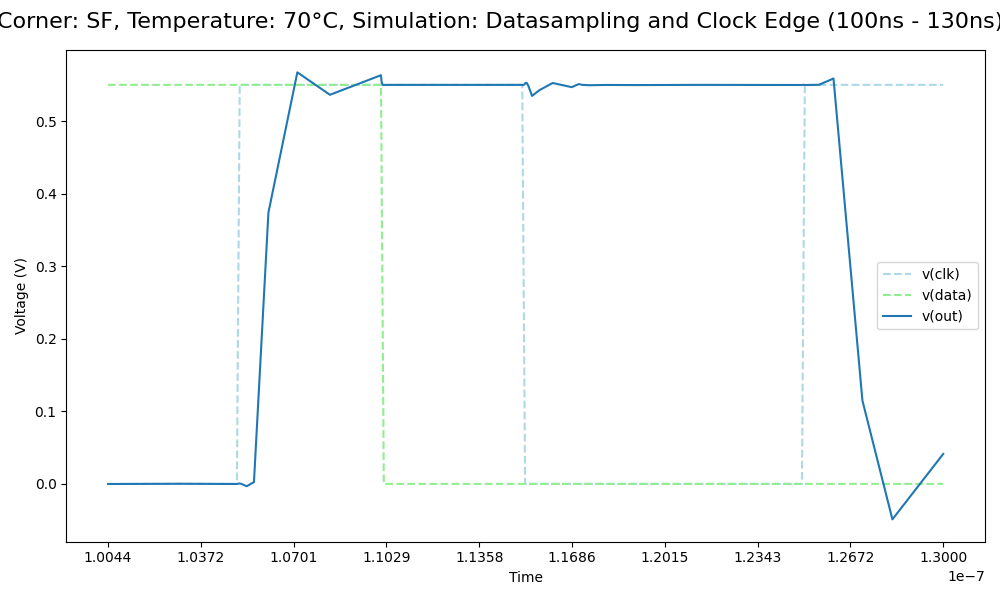 Corner: SF, Temperature: 70°C, Simulation: Datasampling and Clock Edge (100ns - 130ns)
Voltage (V)
0.5
0.4
0.3
0.2
0.1
0.0
v(clk)
v(data)
v(out)
1.0044 1.0372 1.0701 1.1029 1.1358 1.1686 1.2015 1.2343 1.2672 1.3000
1e−7
Time